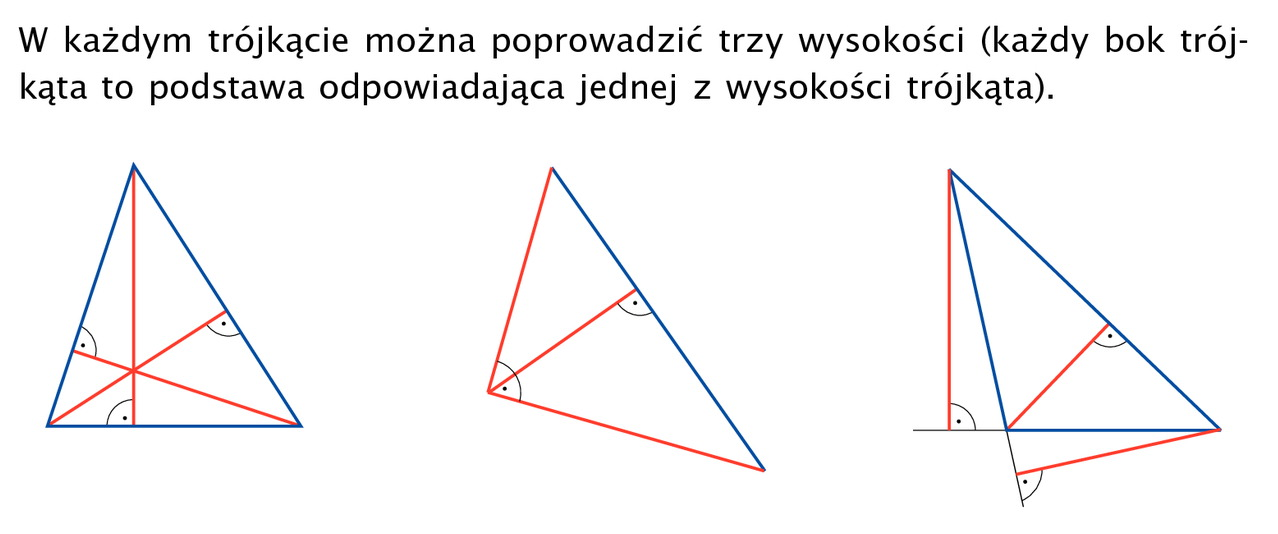 W każdym trójkącie można poprowadzić trzy wysokości (każdy bok trój-
kąta to podstawa odpowiadająca jednej z wysokości trójkąta).